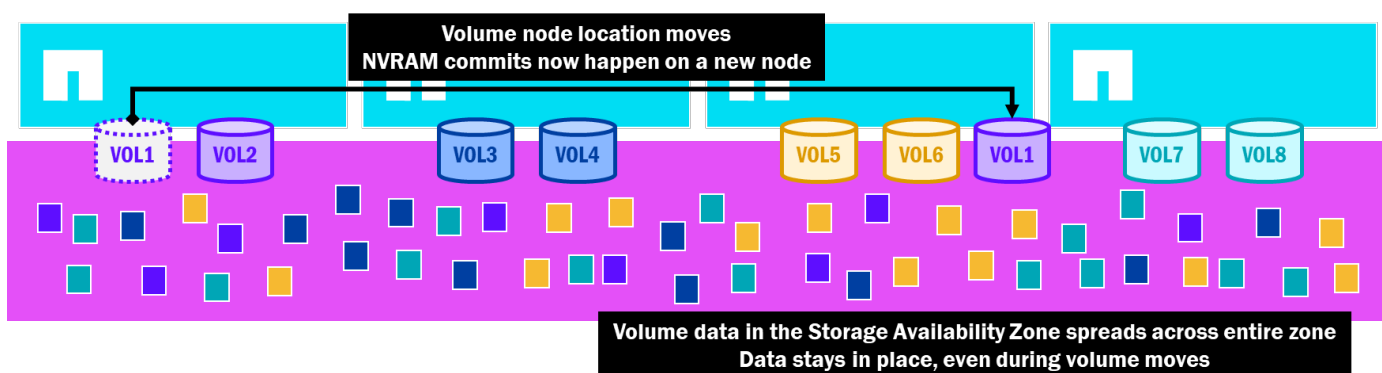 Volume node location moves
NVRAM commits now happen on a new node
VOL1
VOL2
VOL3
VOL4
VOL5
VOL6
VOL1
VOL7
VOL8
Volume data in the Storage Availability Zone spreads across entire zone
Data stays in place, even during volume moves